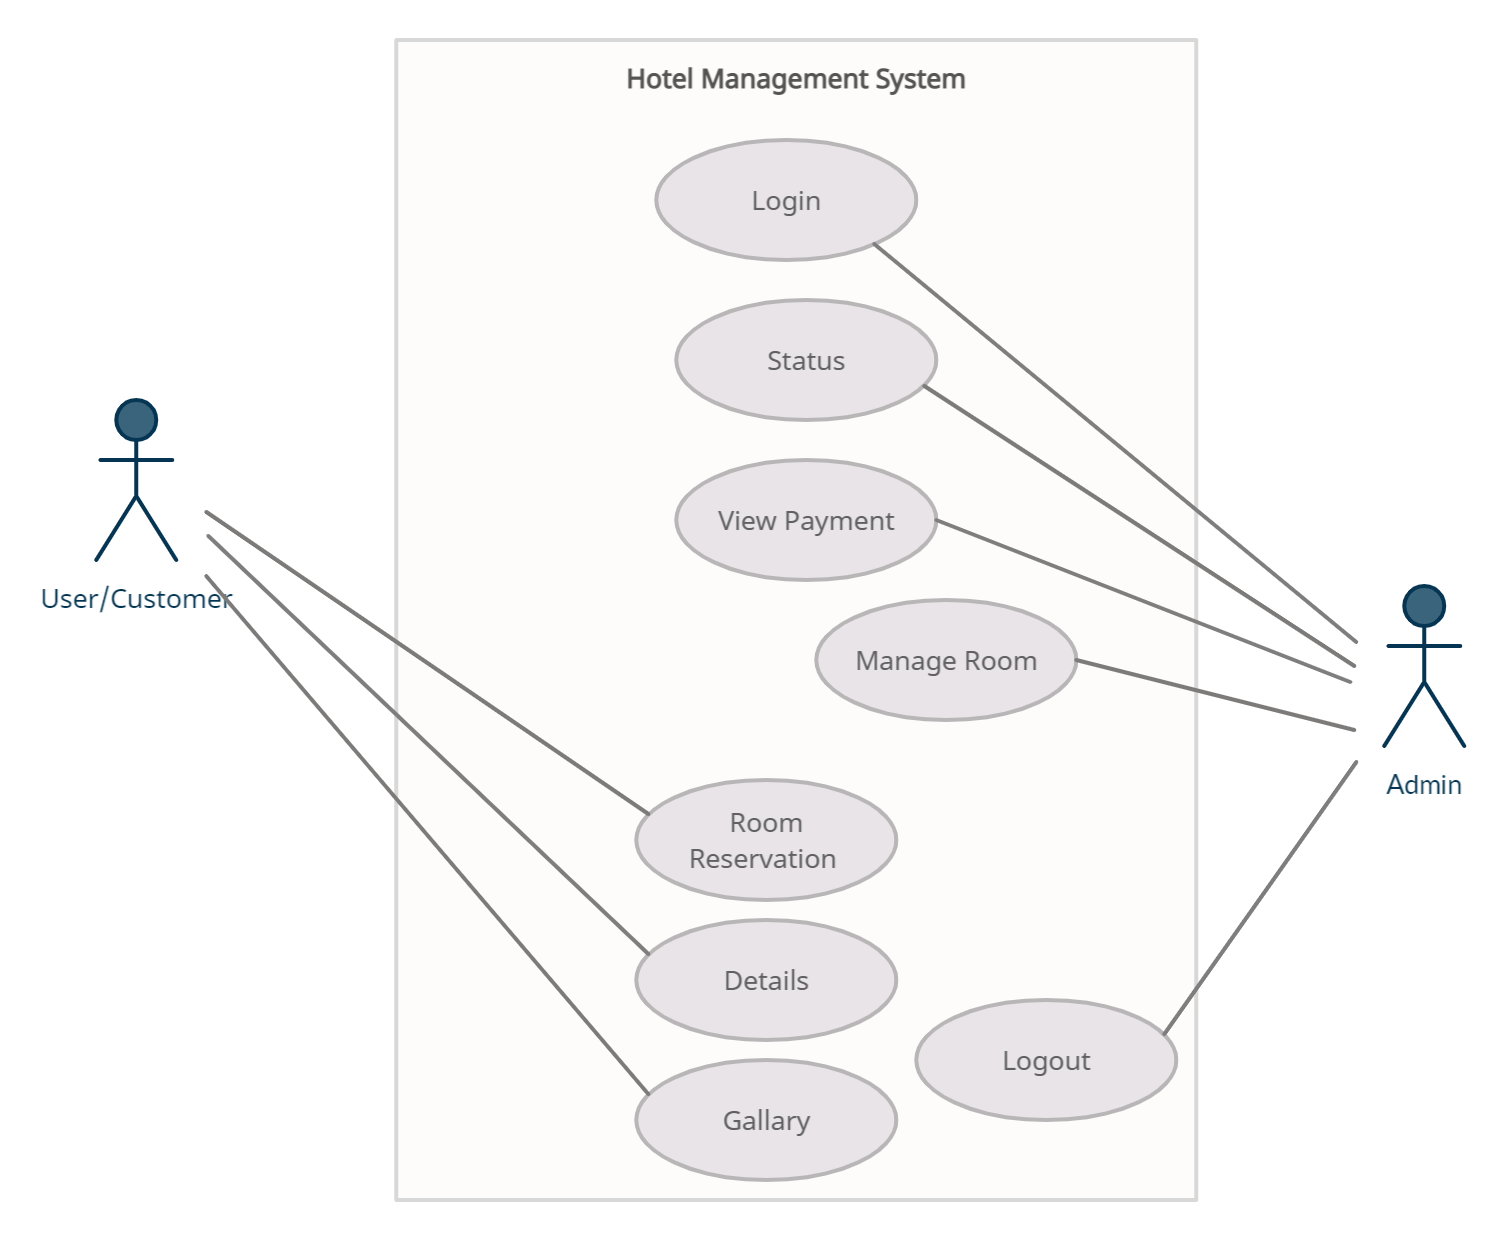 Hotel Management System
Login
Status
View Payment
User/Customer
Manage Room
Admin
Room
Reservation
Details
Logout
Gallary